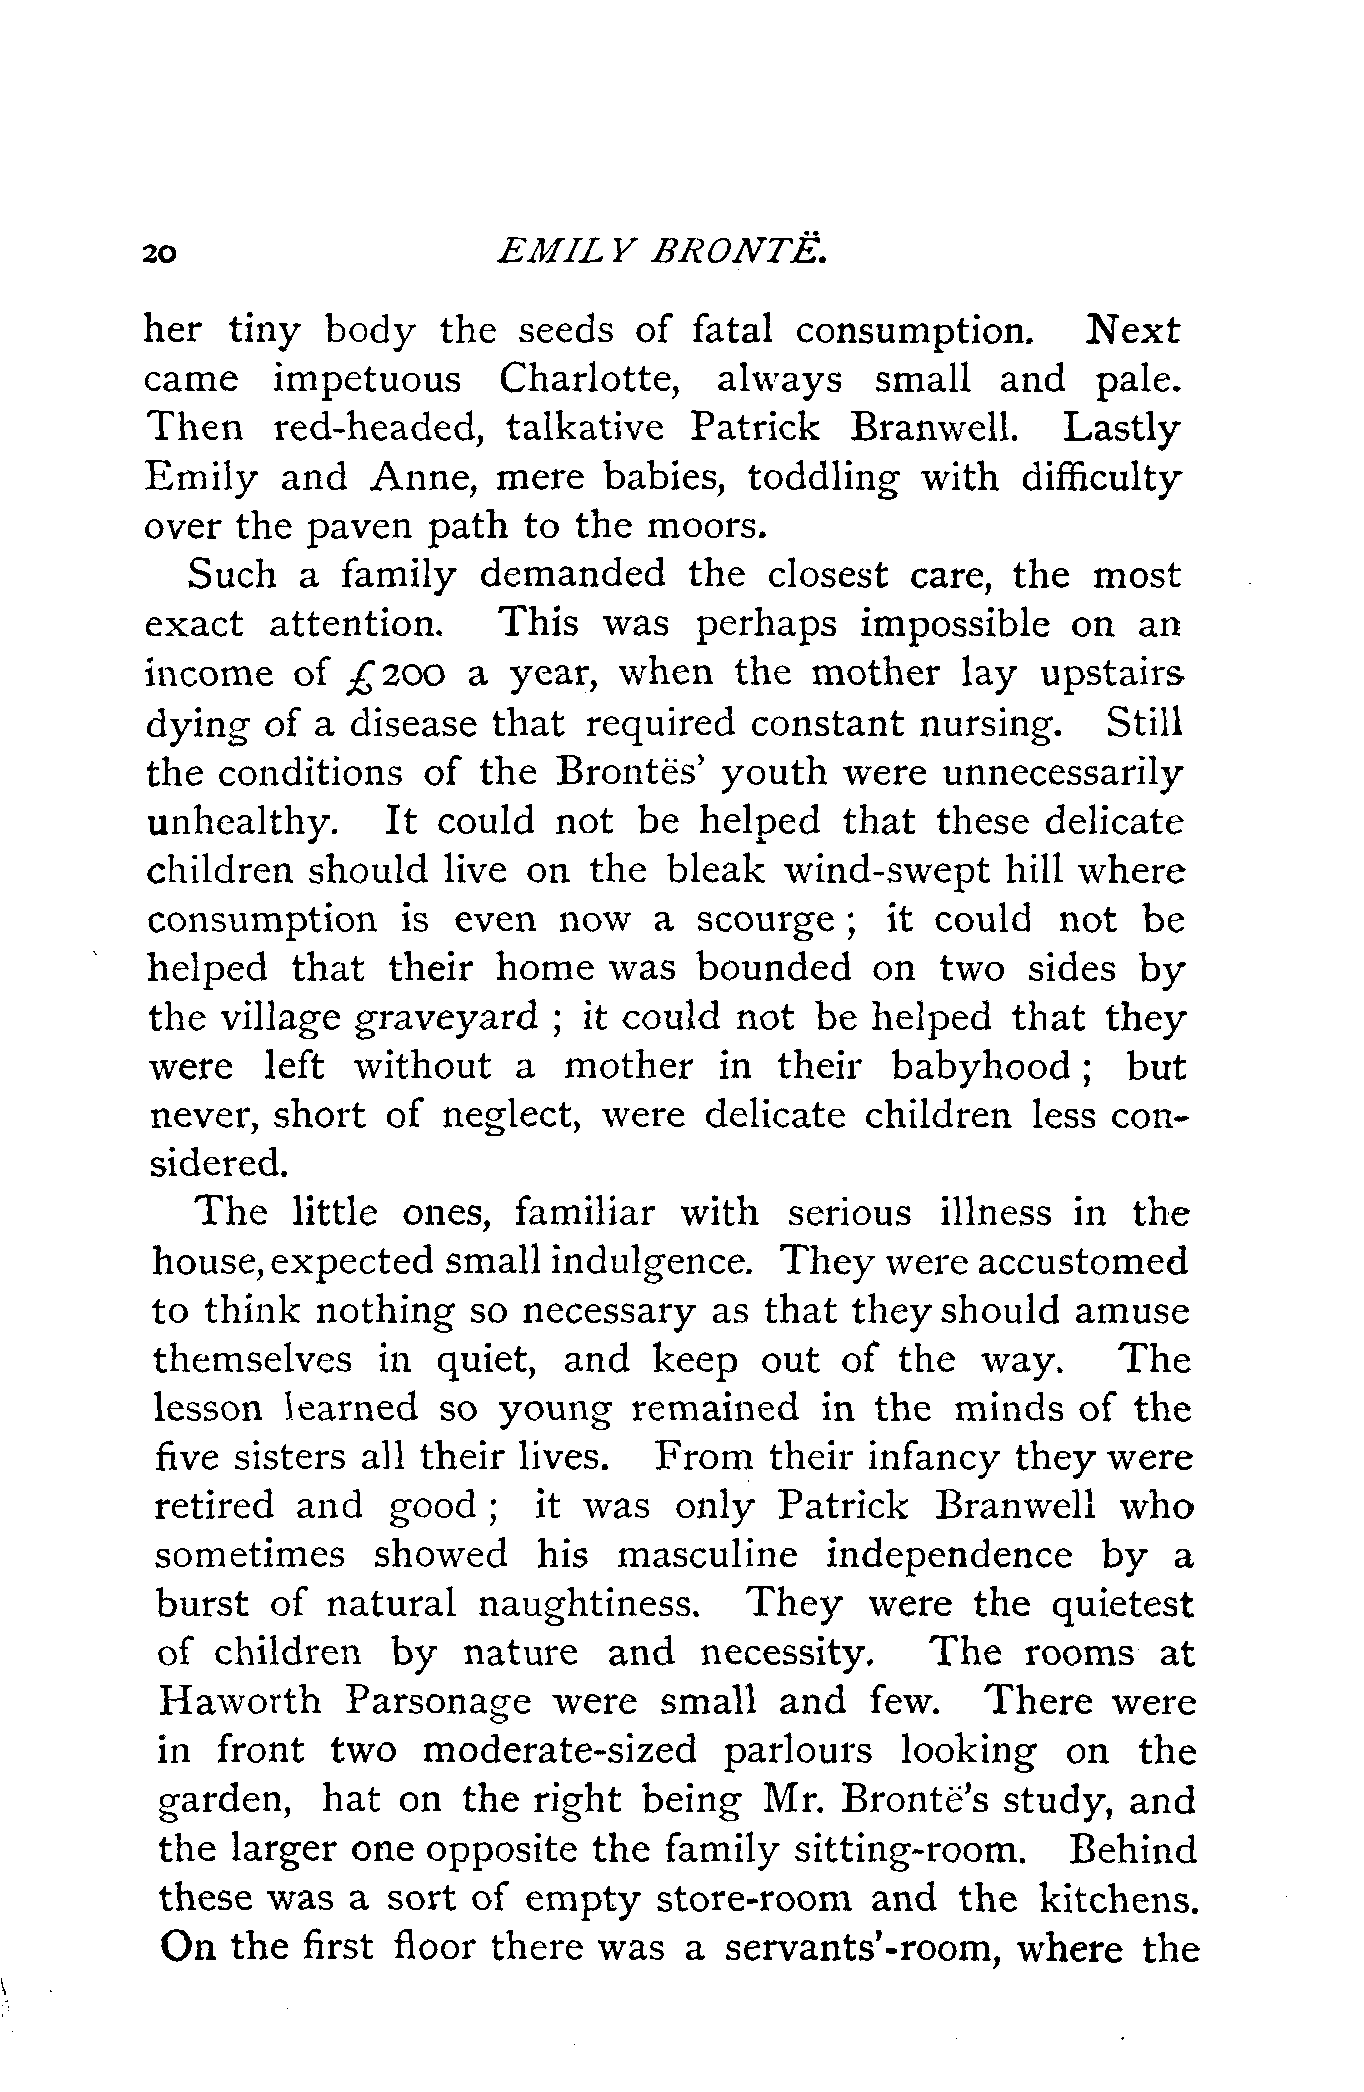 20 EMILY BRONTË.
her tiny body the seeds of fatal consumption. Next
came impetuous Charlotte, always small and pale.
Then red-headed, talkative Patrick Branwell. Lastly
Emily and Anne, mere babies, toddling with difficulty
over the paven path to the moors.
Such a family demanded the closest care, the most
exact attention. This was perhaps impossible on an
income of £200 a year, when the mother lay upstairs
dying of a disease that required constant nursing. Still
the conditions of the Brontës' youth were unnecessarily
unhealthy. It could not be helped that these delicate
children should live on the bleak wind-swept hill where
consumption is even now a scourge; it could not be
helped that their home was bounded on two sides by
the village graveyard; it could not be helped that they
were left without a mother in their babyhood; but
never, short of neglect, were delicate children less con-
sidered.
The little ones, familiar with serious illness in the
house, expected small indulgence. They were accustomed
to think nothing so necessary as that they should amuse
themselves in quiet, and keep out of the way. The
lesson learned so young remained in the minds of the
five sisters all their lives. From their infancy they were
retired and good; it was only Patrick Branwell who
sometimes showed his masculine independence by a
burst of natural naughtiness. They were the quietest
of children by nature and necessity. The rooms at
Haworth Parsonage were small and few. There were
in front two moderate-sized parlours looking on the
garden, hat on the right being Mr. Brontë's study, and
the larger one opposite the family sitting-room. Behind
these was a sort of empty store-room and the kitchens.
On the first floor there was a servants'-room, where the